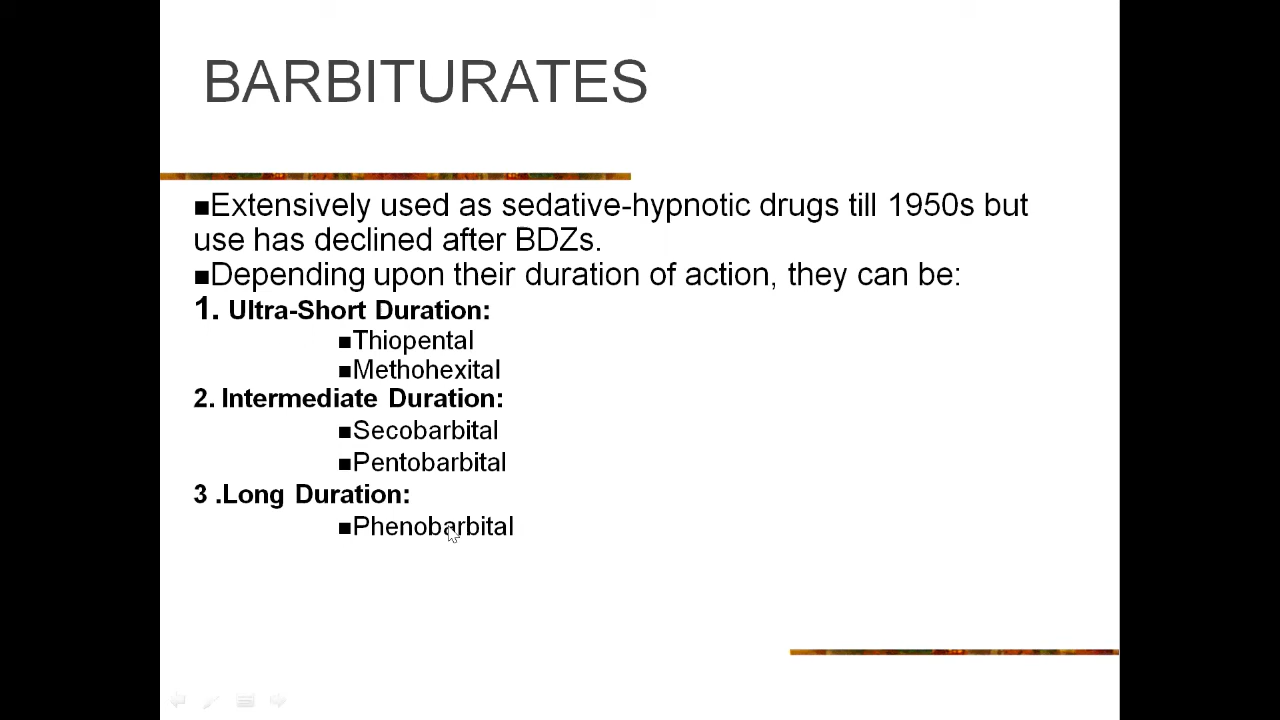 BARBITURATES
■Extensively used as sedative-hypnotic drugs till 1950s but
use has declined after BDZs.
■Depending upon their duration of action, they can be:
1. Ultra-Short Duration:
■Thiopental
■Methohexital
2. Intermediate Duration:
■Secobarbital
■Pentobarbital
3 .Long Duration:
■Phenobarbital